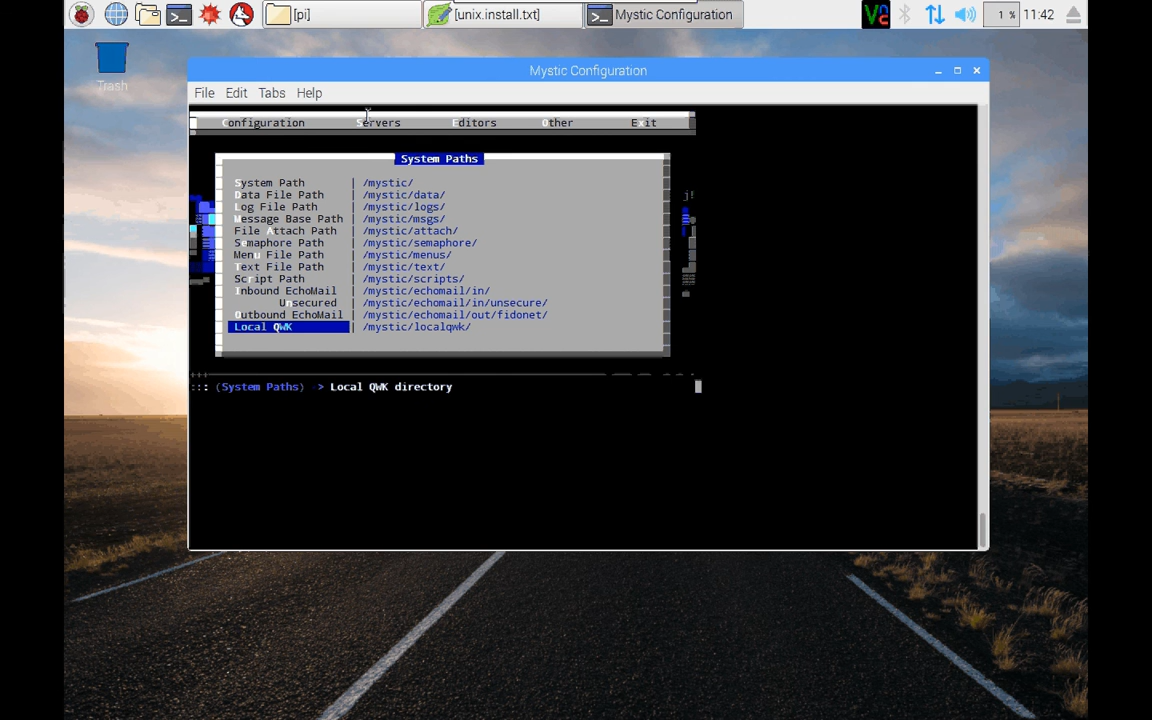 [pi]
[unix.install.txt]
Mystic Configuration
1 %
11:42
Trash
Mystic Configuration
File Edit Tabs Help
Configuration Servers Editors Other Exit
System Paths
System Path | /mystic/
Data File Path | /mystic/data/
Log File Path | /mystic/logs/
Message Base Path | /mystic/msgs/
File Attach Path | /mystic/attach/
Semaphore Path | /mystic/semaphore/
Menu File Path | /mystic/menus/
Text File Path | /mystic/text/
Script Path | /mystic/scripts/
Inbound EchoMail | /mystic/echomail/in/
Unsecured | /mystic/echomail/in/unsecure/
Outbound EchoMail | /mystic/echomail/out/fidonet/
Local QWK | /mystic/localqwk/
j!
::: (System Paths) -> Local QWK directory